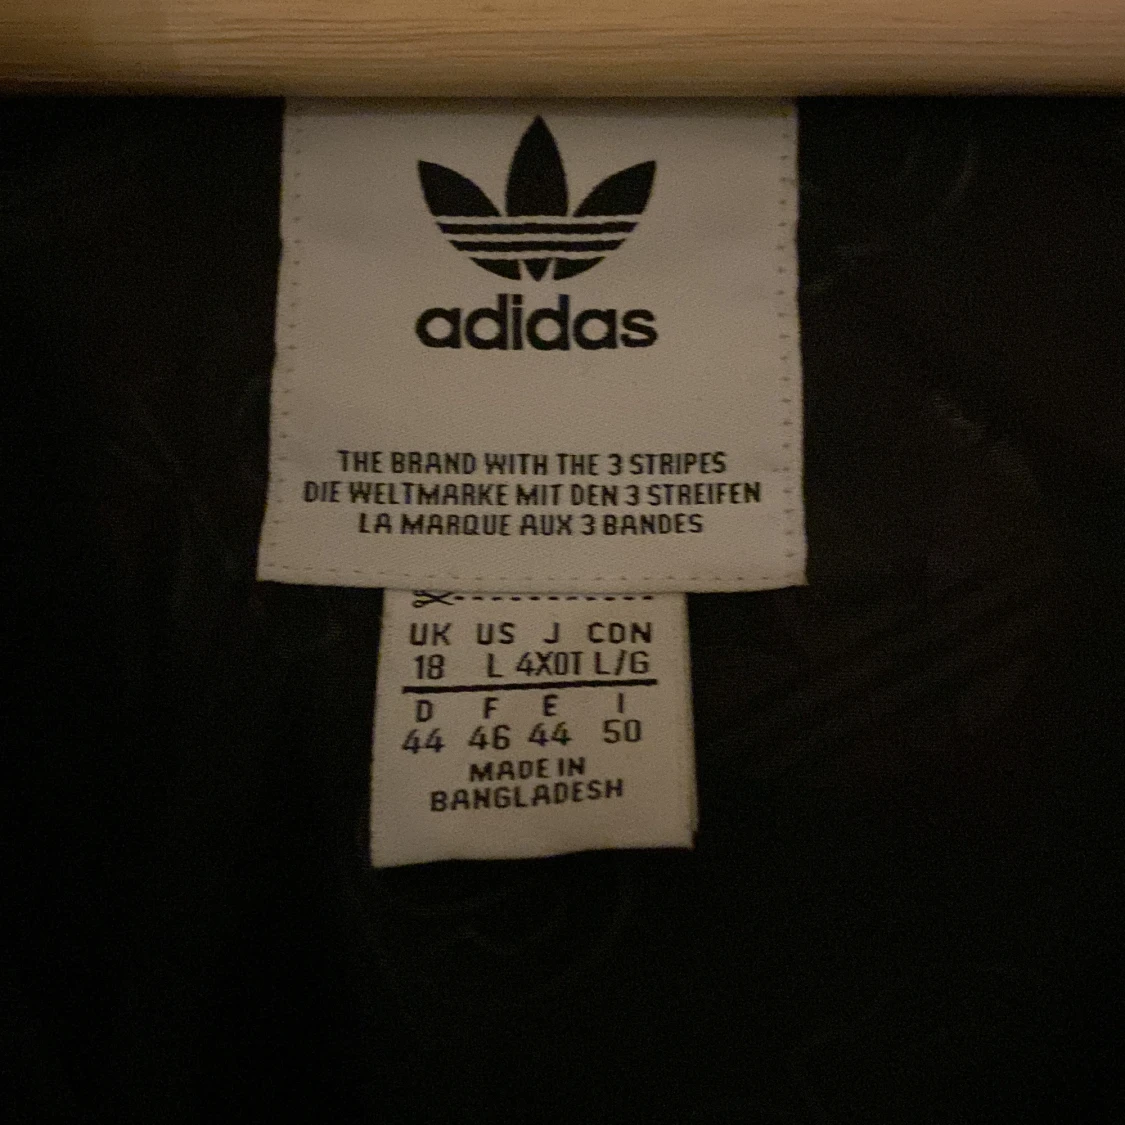 adidas
THE BRAND WITH THE 3 STRIPES
DIE WELTMARKE MIT DEN 3 STREIFEN
LA MARQUE AUX 3 BANDES
UK US J CDN
18 L 4XOT L/G
D F E I
44 46 44 50
MADE IN
BANGLADESH